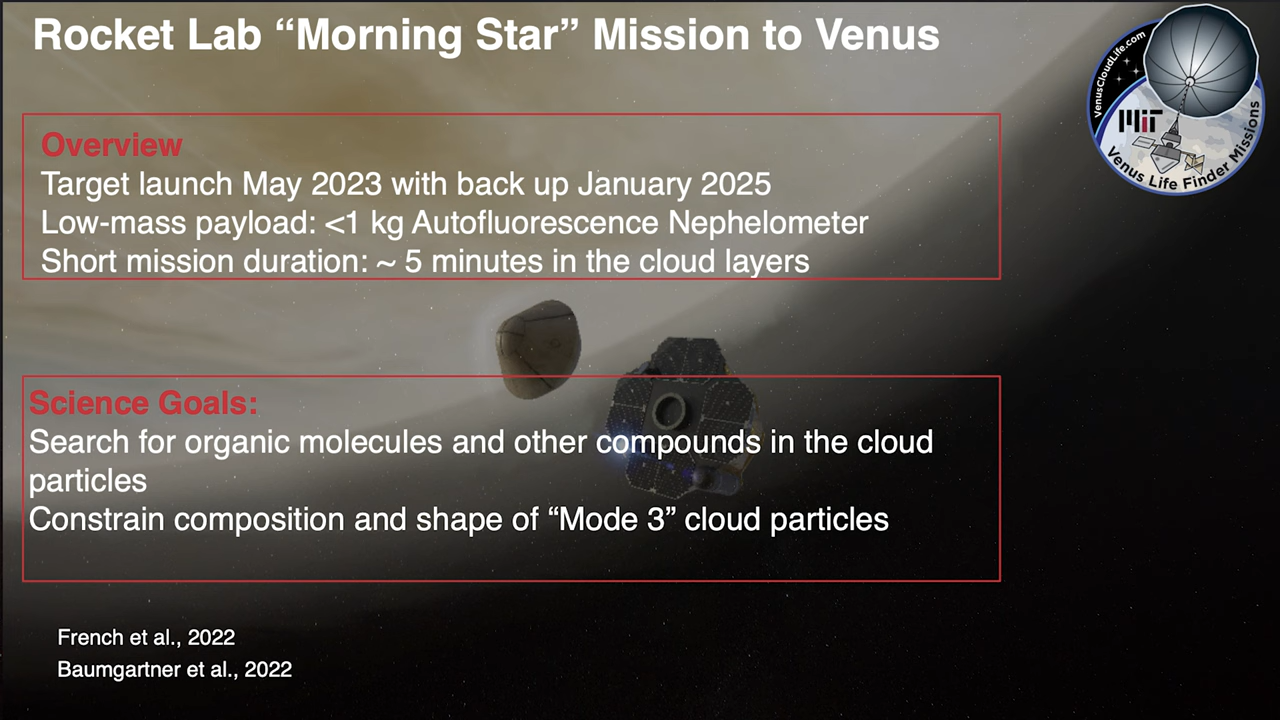 Rocket Lab “Morning Star” Mission to Venus
VenusCloudLife.com
MIT
Venus Life Finder Missions
Overview
Target launch May 2023 with back up January 2025
Low-mass payload: <1 kg Autofluorescence Nephelometer
Short mission duration: ~ 5 minutes in the cloud layers
Science Goals:
Search for organic molecules and other compounds in the cloud
particles
Constrain composition and shape of “Mode 3” cloud particles
French et al., 2022
Baumgartner et al., 2022